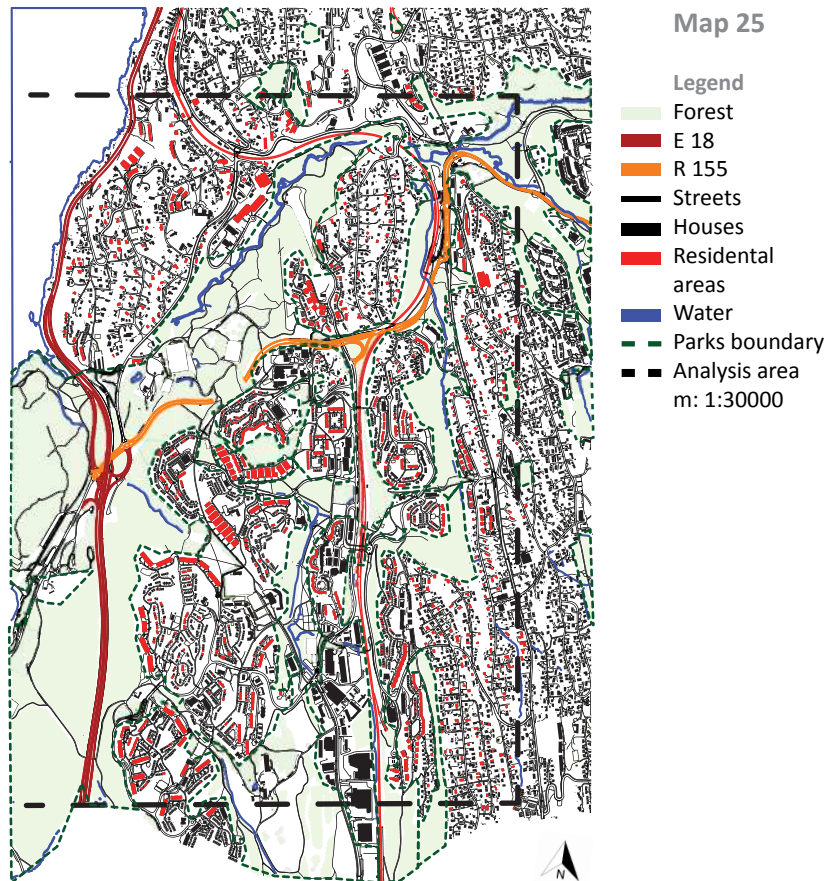 Map 25
Legend
Forest
E 18
R 155
Streets
Houses
Residental
areas
Water
Parks boundary
Analysis area
m: 1:30000
N